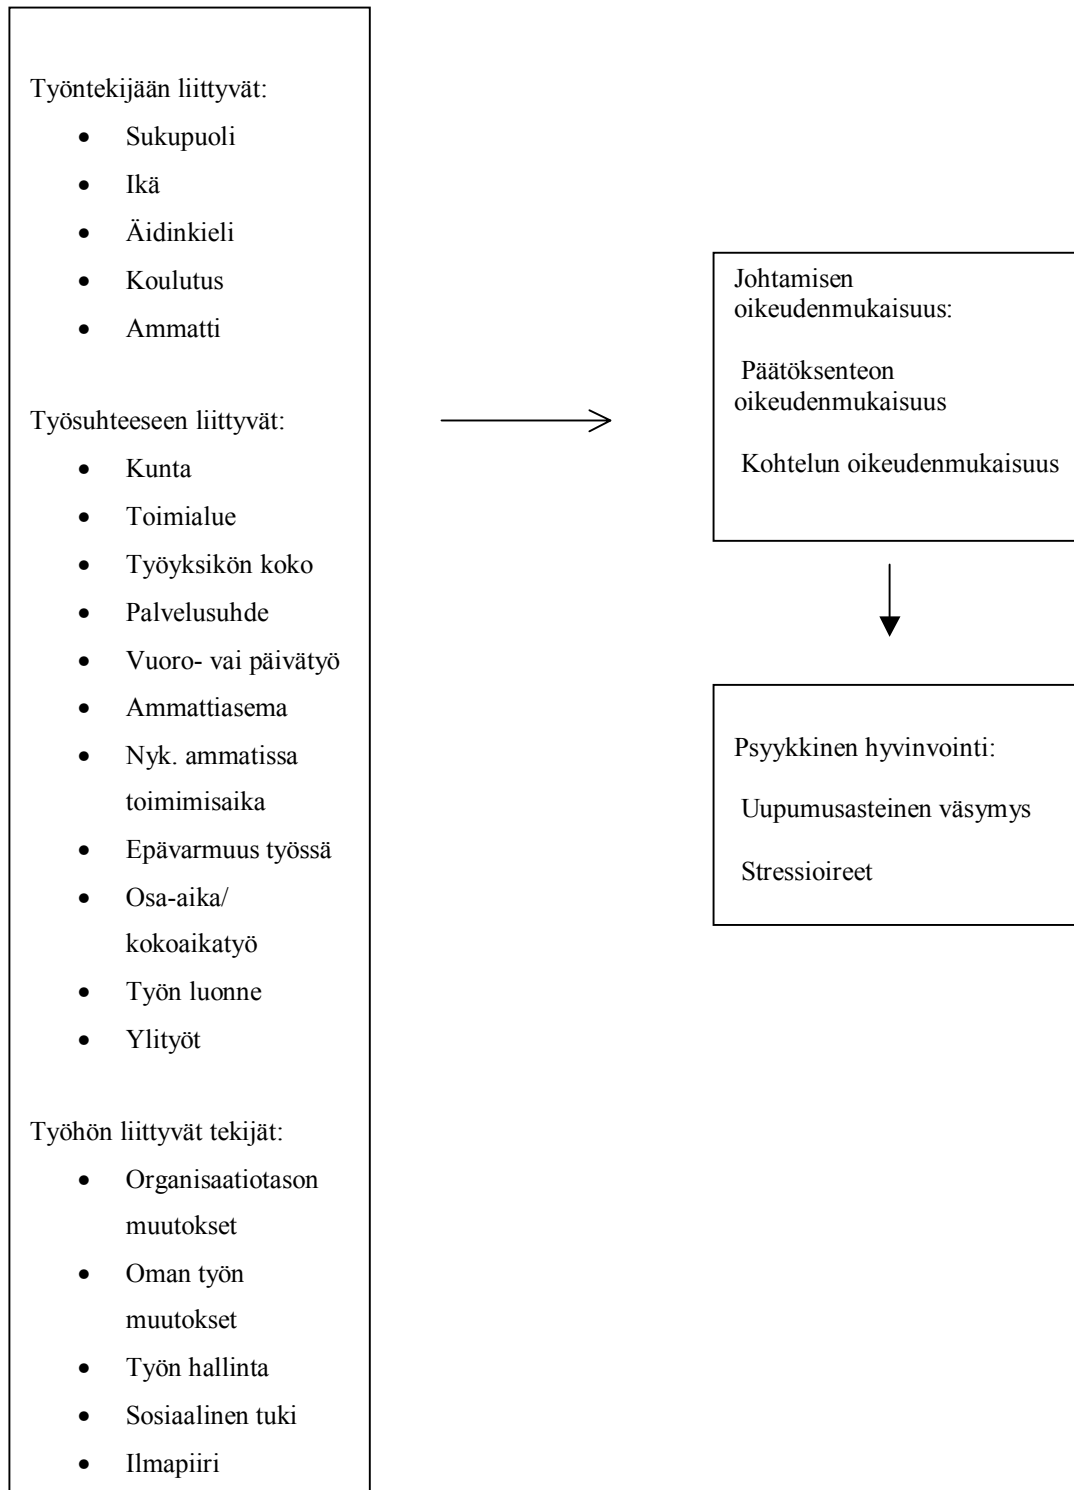 Työntekijään liittyvät:
• Sukupuoli
• Ikä
• Äidinkieli
• Koulutus
• Ammatti
Työsuhteeseen liittyvät:
• Kunta
• Toimialue
• Työyksikön koko
• Palvelusuhde
• Vuoro- vai päivätyö
• Ammattiasema
• Nyk. ammatissa
toimimisaika
• Epävarmuus työssä
• Osa-aika/
kokoaikatyö
• Työn luonne
• Ylityöt
Työhön liittyvät tekijät:
• Organisaatiotason
muutokset
• Oman työn
muutokset
• Työn hallinta
• Sosiaalinen tuki
• Ilmapiiri
Johtamisen
oikeudenmukaisuus:
Päätöksenteon
oikeudenmukaisuus
Kohtelun oikeudenmukaisuus
Psyykkinen hyvinvointi:
Uupumusasteinen väsymys
Stressioireet